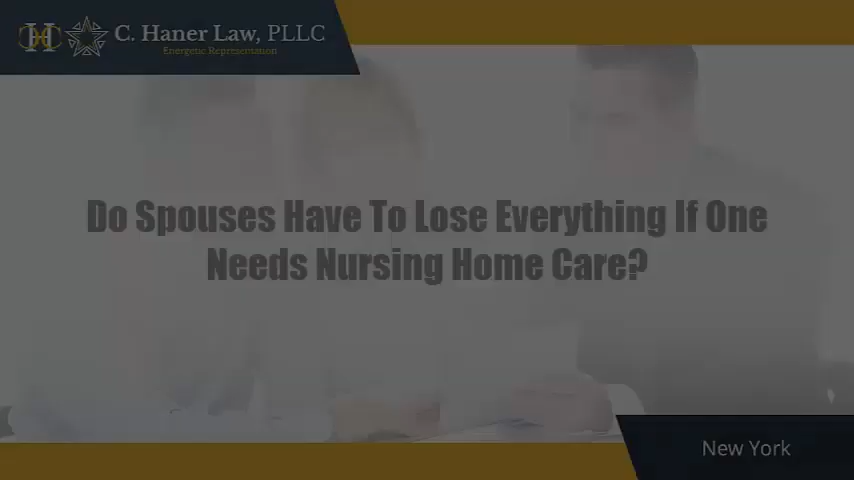 C. Haner Law, PLLC
Energetic Representation
Do Spouses Have To Lose Everything If One
Needs Nursing Home Care?
New York